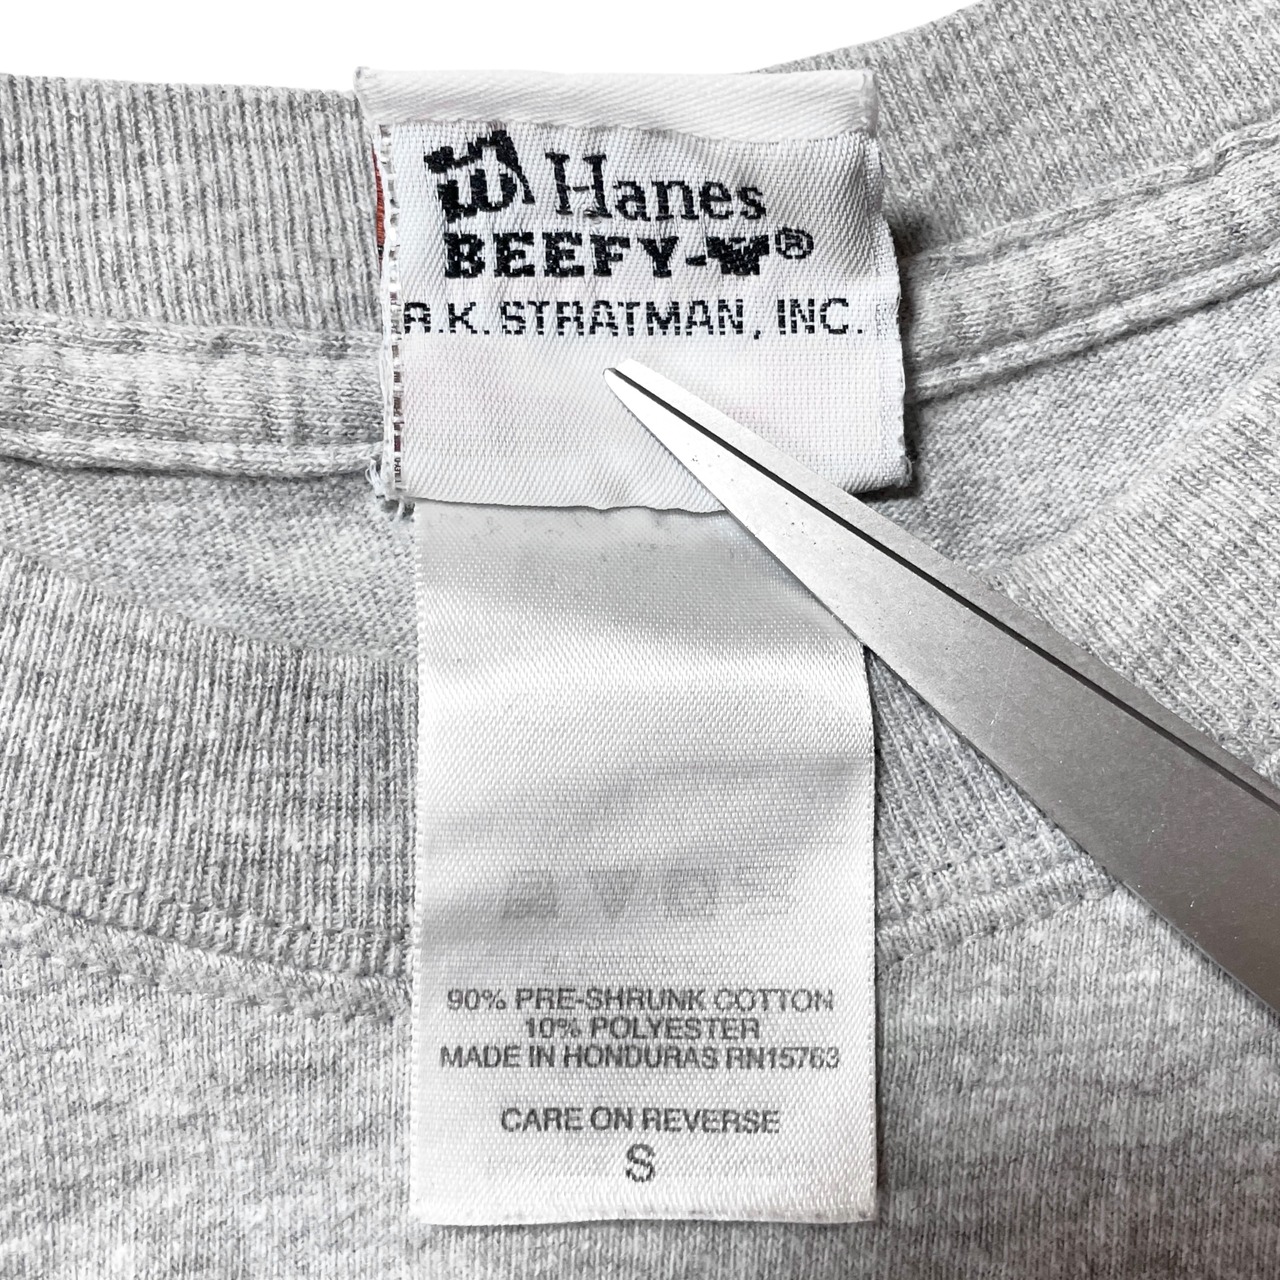 Hanes
BEEFY-T®
R.K. STRATMAN, INC.
90% PRE-SHRUNK COTTON
10% POLYESTER
MADE IN HONDURAS RN15763
CARE ON REVERSE
S